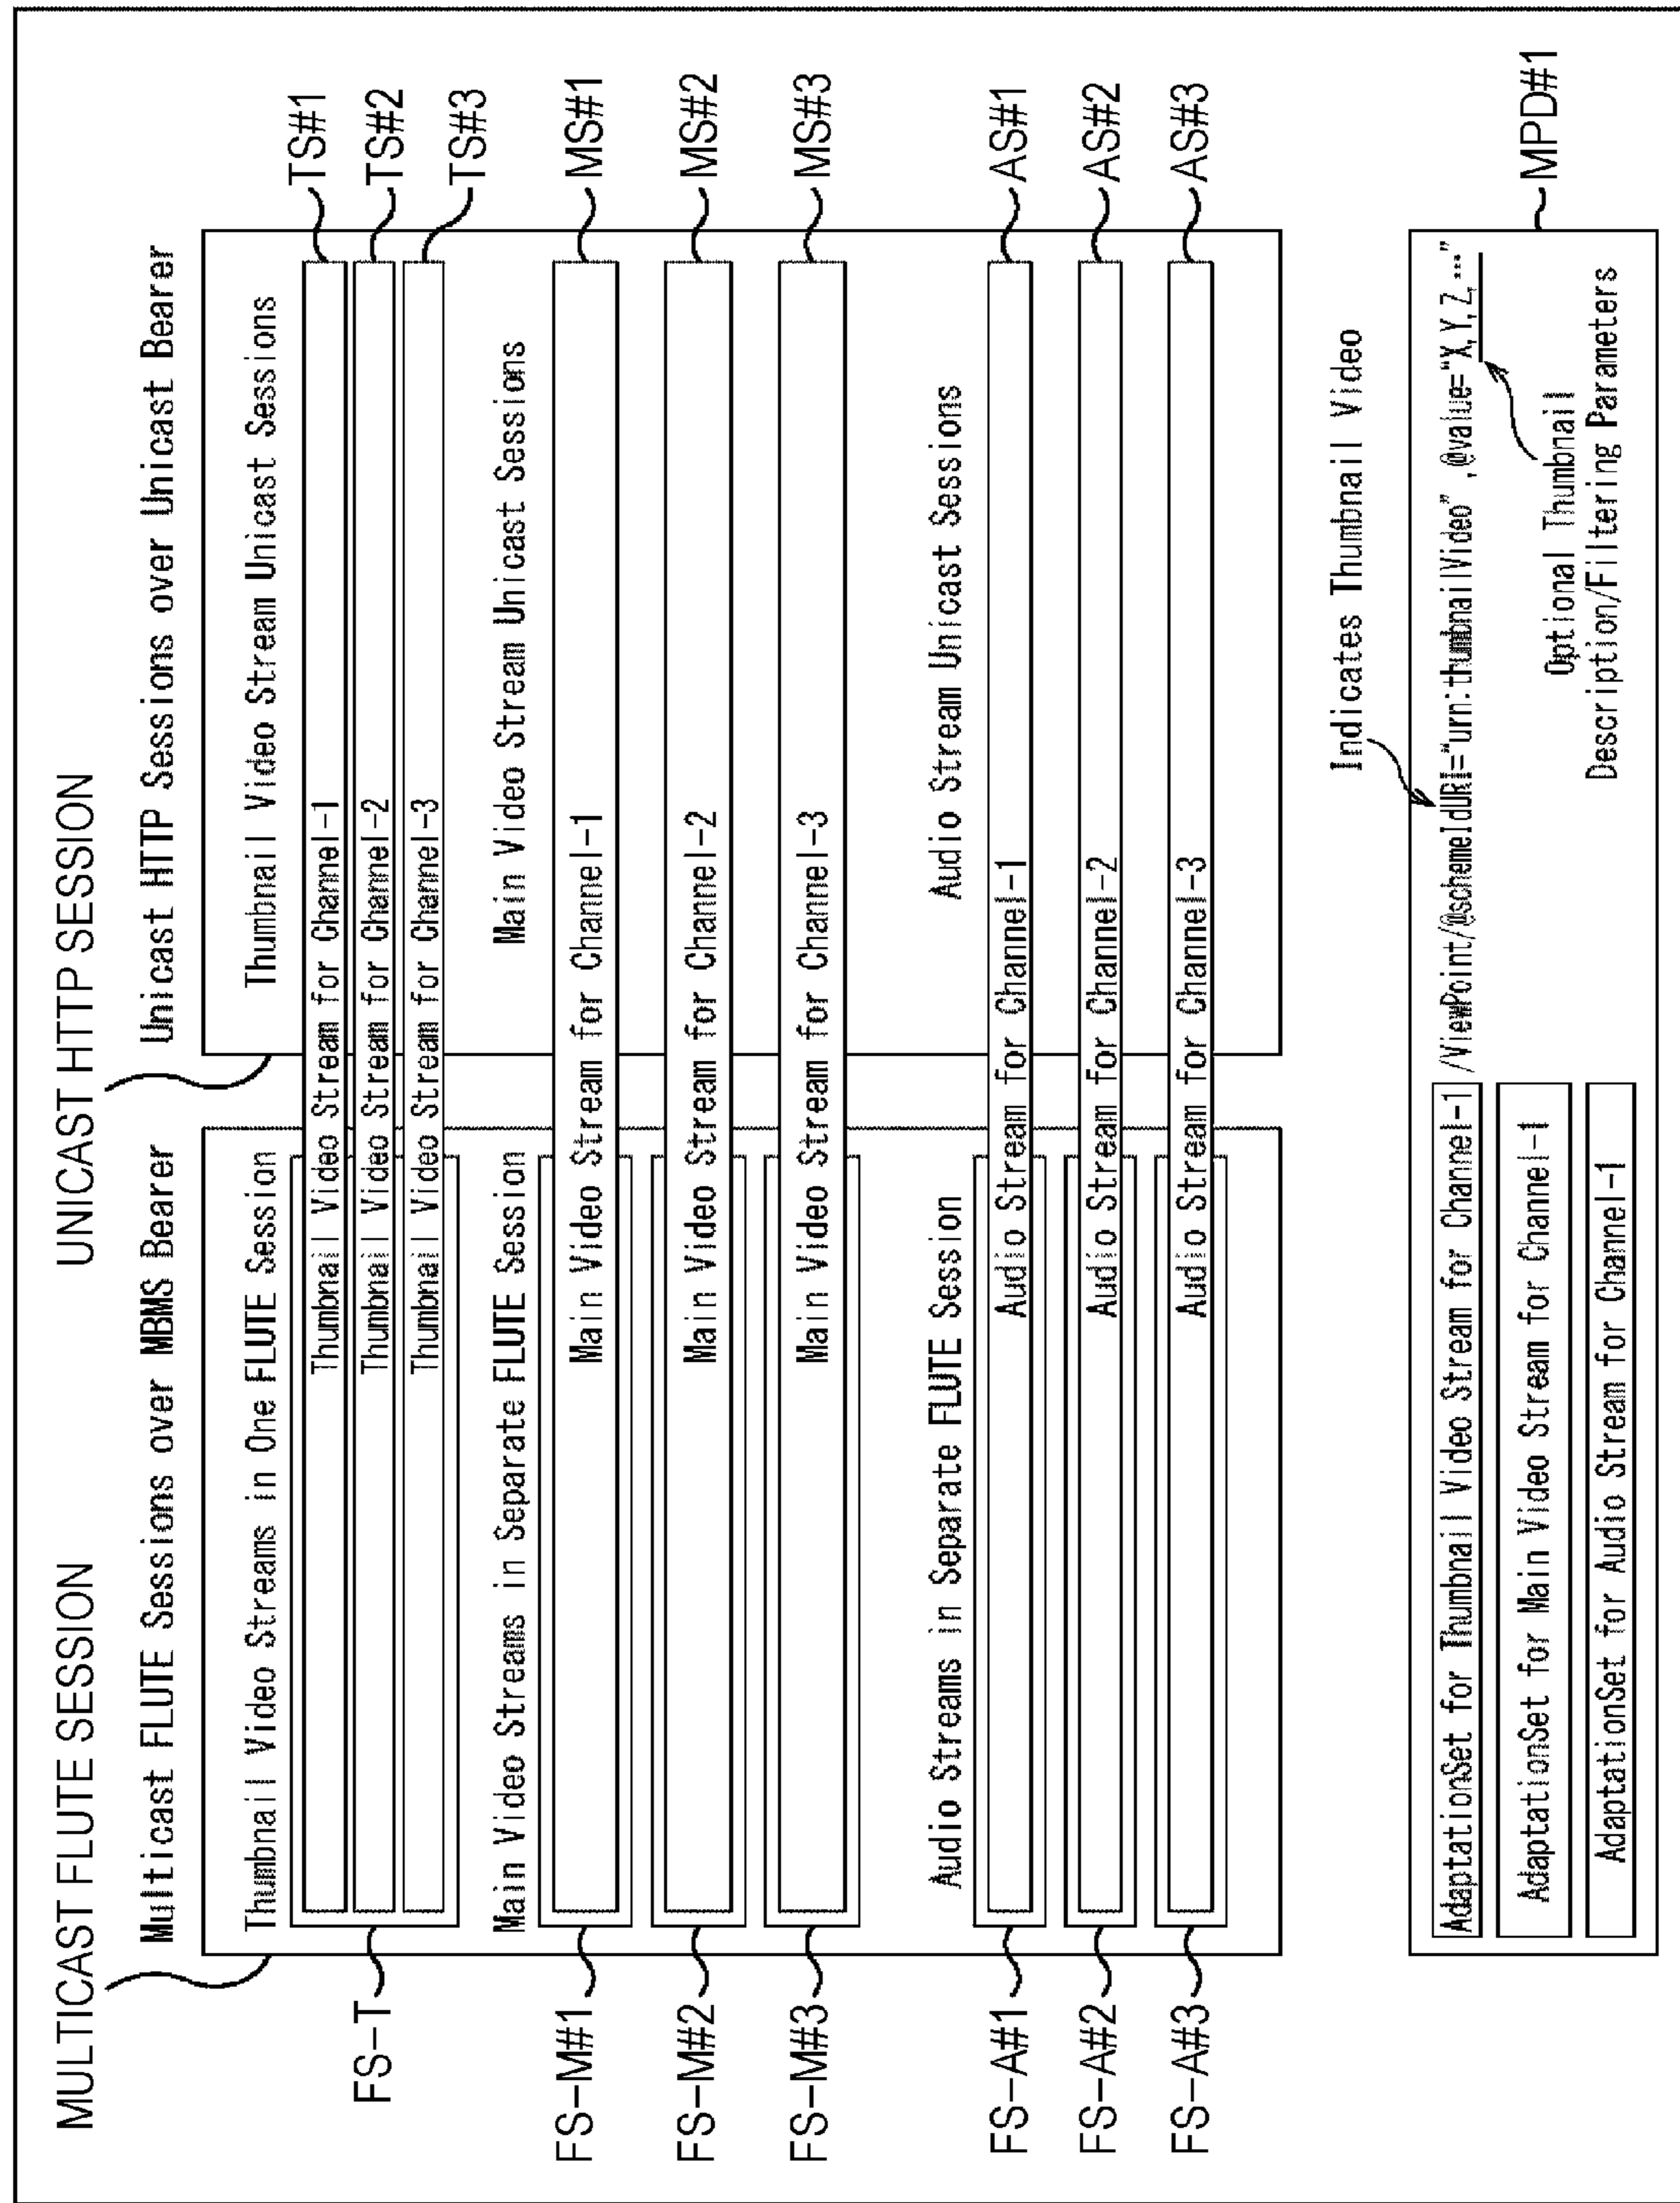 MULTICAST FLUTE SESSION
UNICAST HTTP SESSION
Multicast FLUTE Sessions over MBMS Bearer
Unicast HTTP Sessions over Unicast Bearer
Thumbnail Video Streams in One FLUTE Session
Thumbnail Video Stream Unicast Sessions
FS-T
Thumbnail Video Stream for Channel-1
TS#1
Thumbnail Video Stream for Channel-2
TS#2
Thumbnail Video Stream for Channel-3
TS#3
Main Video Streams in Separate FLUTE Session
Main Video Stream Unicast Sessions
FS-M#1
Main Video Stream for Channel-1
MS#1
FS-M#2
Main Video Stream for Channel-2
MS#2
FS-M#3
Main Video Stream for Channel-3
MS#3
Audio Streams in Separate FLUTE Session
Audio Stream Unicast Sessions
FS-A#1
Audio Stream for Channel-1
AS#1
FS-A#2
Audio Stream for Channel-2
AS#2
FS-A#3
Audio Stream for Channel-3
AS#3
Indicates Thumbnail Video
AdaptationSet for Thumbnail Video Stream for Channel-1
/ViewPoint/@schemeIdURI="urn:thumbnailVideo",@value="X,Y,Z,..."
MPD#1
AdaptationSet for Main Video Stream for Channel-1
Optional Thumbnail
Description/Filtering Parameters
AdaptationSet for Audio Stream for Channel-1